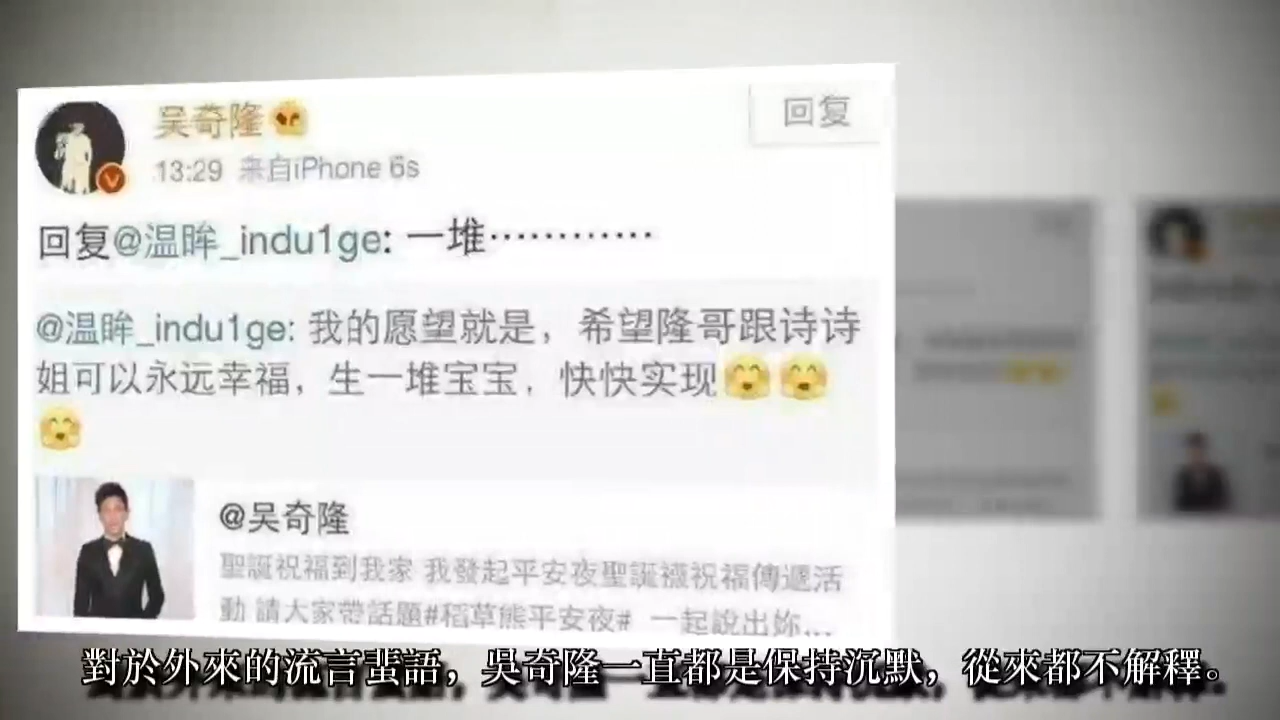 吴奇隆
回复
13:29 来自iPhone 6s
回复@温眸_indu1ge: 一堆…………
@温眸_indu1ge: 我的愿望就是，希望隆哥跟诗诗
姐可以永远幸福，生一堆宝宝，快快实现
@吴奇隆
聖誕祝福到我家 我發起平安夜聖誕襪祝福傳遞活
動 請大家帶話題#稻草熊平安夜# 一起說出妳...
對於外來的流言蜚語，吳奇隆一直都是保持沉默，從來都不解釋。